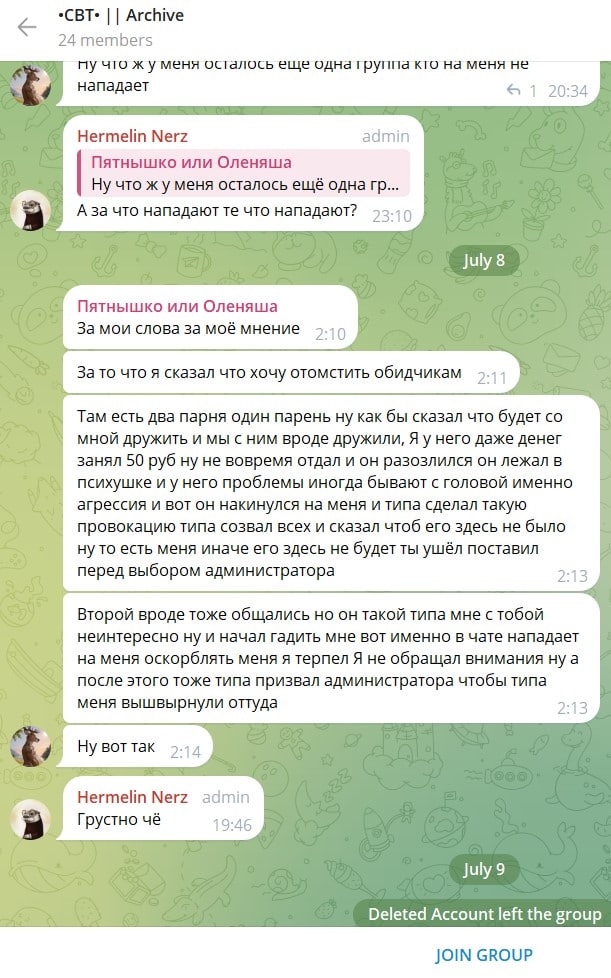 •CBT• || Archive
24 members
Ну что ж у меня осталось ещё одна группа кто на меня не
нападает
1 20:34
Hermelin Nerz admin
Пятнышко или Оленяша
Ну что ж у меня осталось ещё одна гр...
А за что нападают те что нападают?
23:10
July 8
Пятнышко или Оленяша
За мои слова за моё мнение
2:10
За то что я сказал что хочу отомстить обидчикам
2:11
Там есть два парня один парень ну как бы сказал что будет со
мной дружить и мы с ним вроде дружили, Я у него даже денег
занял 50 руб ну не вовремя отдал и он разозлился он лежал в
психушке и у него проблемы иногда бывают с головой именно
агрессия и вот он накинулся на меня и типа сделал такую
провокацию типа созвал всех и сказал чтоб его здесь не было
ну то есть меня иначе его здесь не будет ты ушёл поставил
перед выбором администратора
2:13
Второй вроде тоже общались но он такой типа мне с тобой
неинтересно ну и начал гадить мне вот именно в чате нападает
на меня оскорблять меня я терпел Я не обращал внимания ну а
после этого тоже типа призвал администратора чтобы типа
меня вышвырнули оттуда
2:13
Ну вот так
2:14
Hermelin Nerz admin
Грустно чё
19:46
July 9
Deleted Account left the group
JOIN GROUP